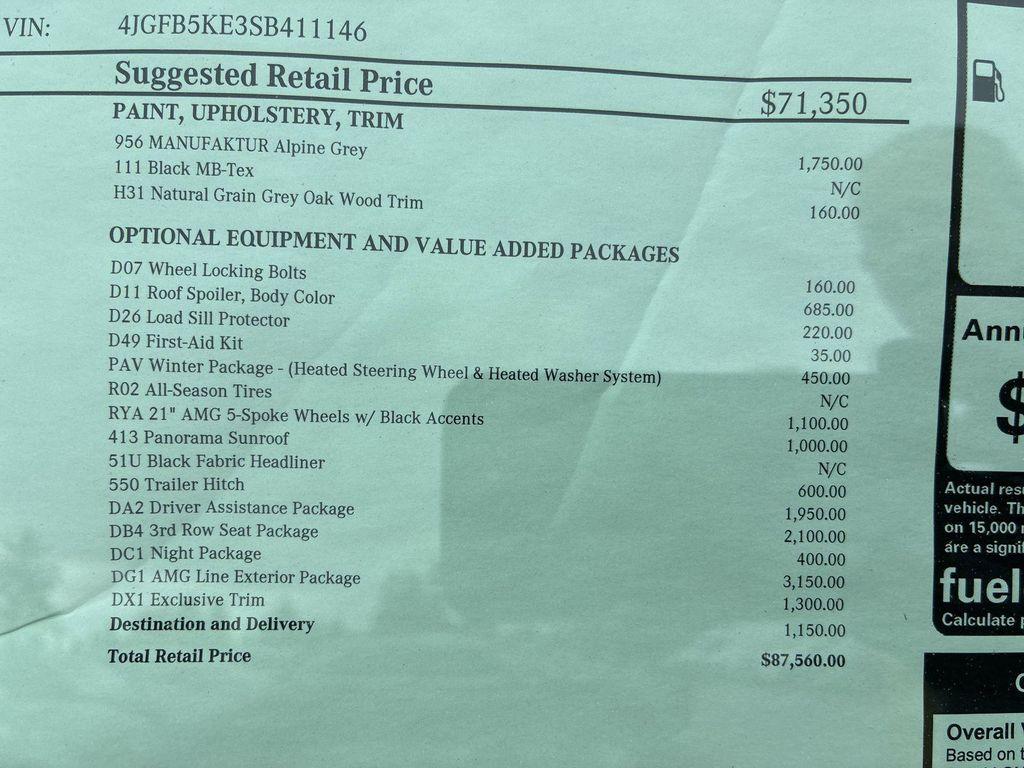 VIN: 4JGFB5KE3SB411146
Suggested Retail Price $71,350
PAINT, UPHOLSTERY, TRIM
956 MANUFAKTUR Alpine Grey 1,750.00
111 Black MB-Tex N/C
H31 Natural Grain Grey Oak Wood Trim 160.00
OPTIONAL EQUIPMENT AND VALUE ADDED PACKAGES
D07 Wheel Locking Bolts 160.00
D11 Roof Spoiler, Body Color 685.00
D26 Load Sill Protector 220.00
D49 First-Aid Kit 35.00
PAV Winter Package - (Heated Steering Wheel & Heated Washer System) 450.00
R02 All-Season Tires N/C
RYA 21" AMG 5-Spoke Wheels w/ Black Accents 1,100.00
413 Panorama Sunroof 1,000.00
51U Black Fabric Headliner N/C
550 Trailer Hitch 600.00
DA2 Driver Assistance Package 1,950.00
DB4 3rd Row Seat Package 2,100.00
DC1 Night Package 400.00
DG1 AMG Line Exterior Package 3,150.00
DX1 Exclusive Trim 1,300.00
Destination and Delivery 1,150.00
Total Retail Price $87,560.00
$
Actual
vehicle.
on 15,000
are a
fuel
Calculate
Overall
Based on